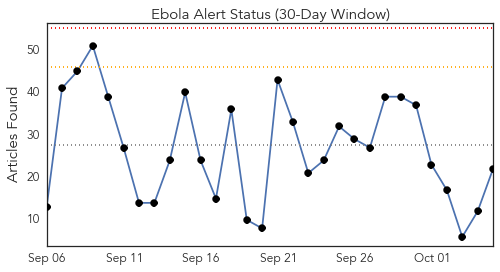 Ebola Alert Status (30-Day Window)
Articles Found
50
40
30
20
10
Sep 06 Sep 11 Sep 16 Sep 21 Sep 26 Oct 01